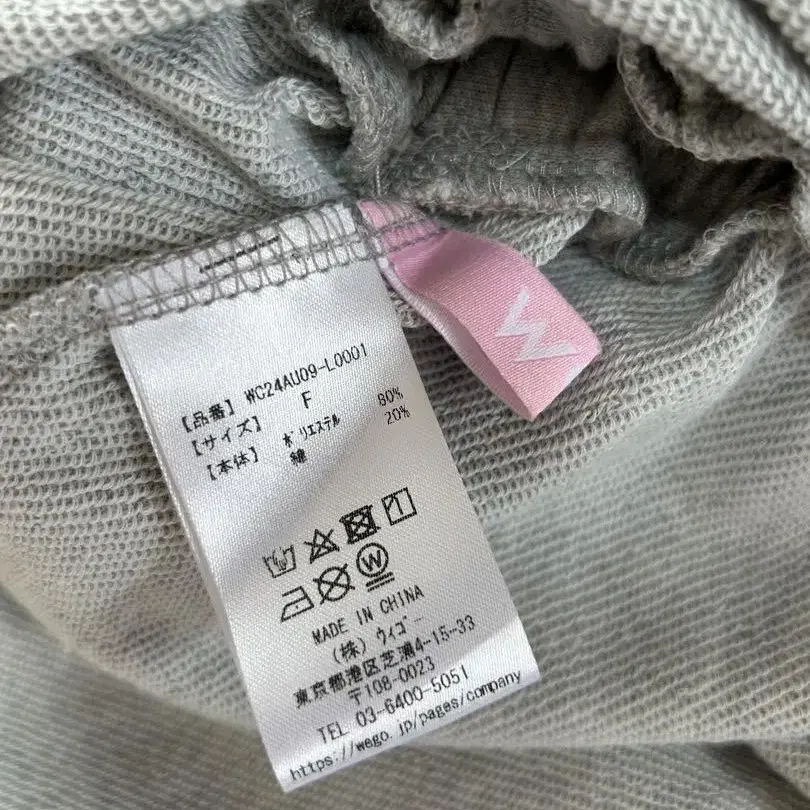 【品番】 WC24AU09-L0001
【サイズ】 F
【本体】 ポリエステル 80%
綿 20%
W
MADE IN CHINA
(株) ウィゴー
東京都港区芝浦4-15-33
〒108-0023
TEL 03-6400-5051
https://wego.jp/pages/company
W